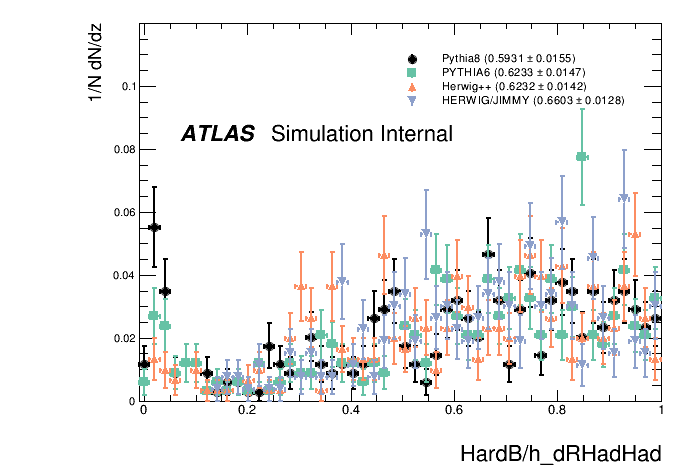 1/N dN/dz
Pythia8 (0.5931 ± 0.0155)
PYTHIA6 (0.6233 ± 0.0147)
Herwig++ (0.6232 ± 0.0142)
HERWIG/JIMMY (0.6603 ± 0.0128)
ATLAS Simulation Internal
0.1
0.08
0.06
0.04
0.02
0
0 0.2 0.4 0.6 0.8 1
HardB/h_dRHadHad